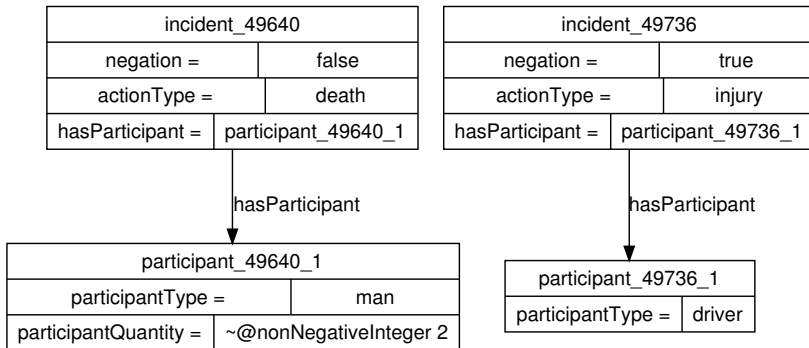 incident_49640
negation = false
actionType = death
hasParticipant = participant_49640_1
incident_49736
negation = true
actionType = injury
hasParticipant = participant_49736_1
hasParticipant
hasParticipant
participant_49640_1
participantType = man
participantQuantity = ~@nonNegativeInteger 2
participant_49736_1
participantType = driver